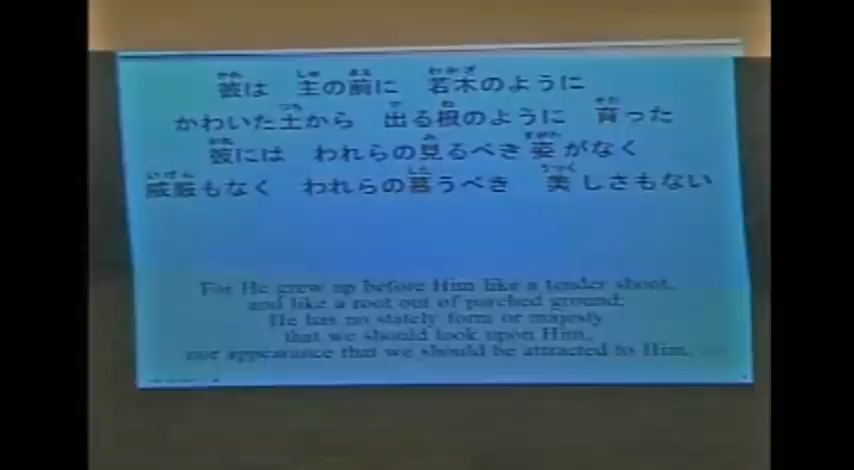 彼は 主の前に 若木のように
かわいた土から 出る根のように 育った
彼には われらの見るべき姿がなく
威厳もなく われらの慕うべき 美しさもない
For He grew up before Him like a tender shoot,
and like a root out of parched ground;
He has no stately form or majesty
that we should look upon Him,
nor appearance that we should be attracted to Him.